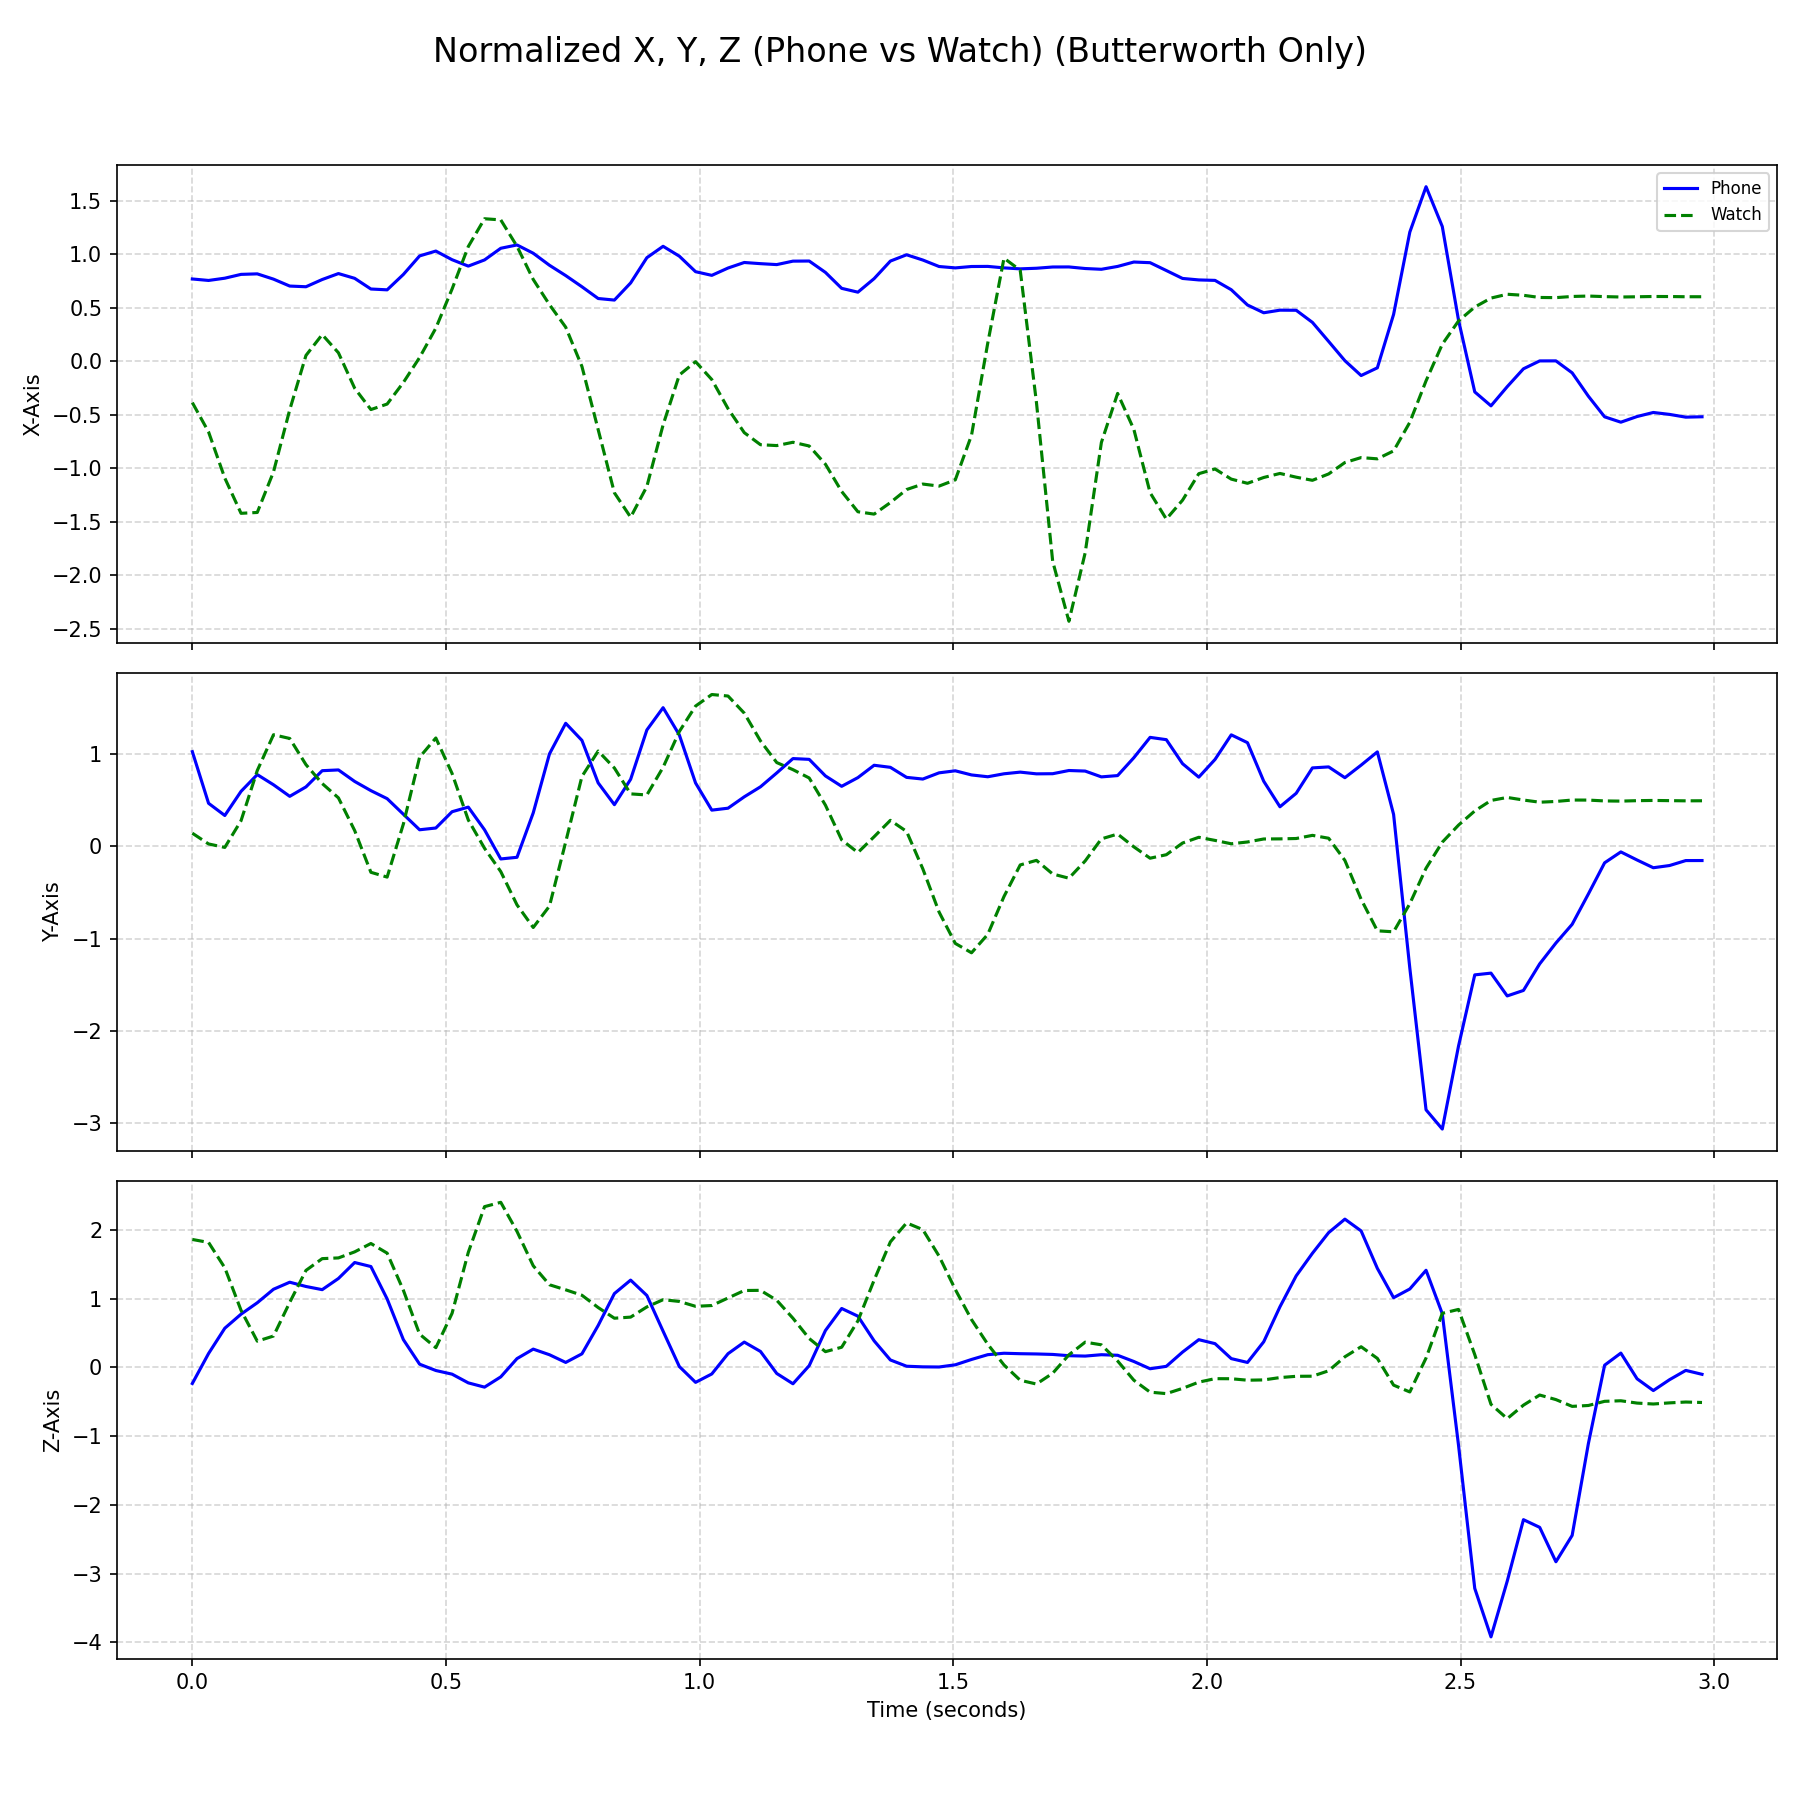 Normalized X, Y, Z (Phone vs Watch) (Butterworth Only)
Phone
Watch
1.5
1.0
0.5
0.0
−0.5
−1.0
−1.5
−2.0
−2.5
X-Axis
1
0
−1
−2
−3
Y-Axis
2
1
0
−1
−2
−3
−4
Z-Axis
0.0 0.5 1.0 1.5 2.0 2.5 3.0
Time (seconds)